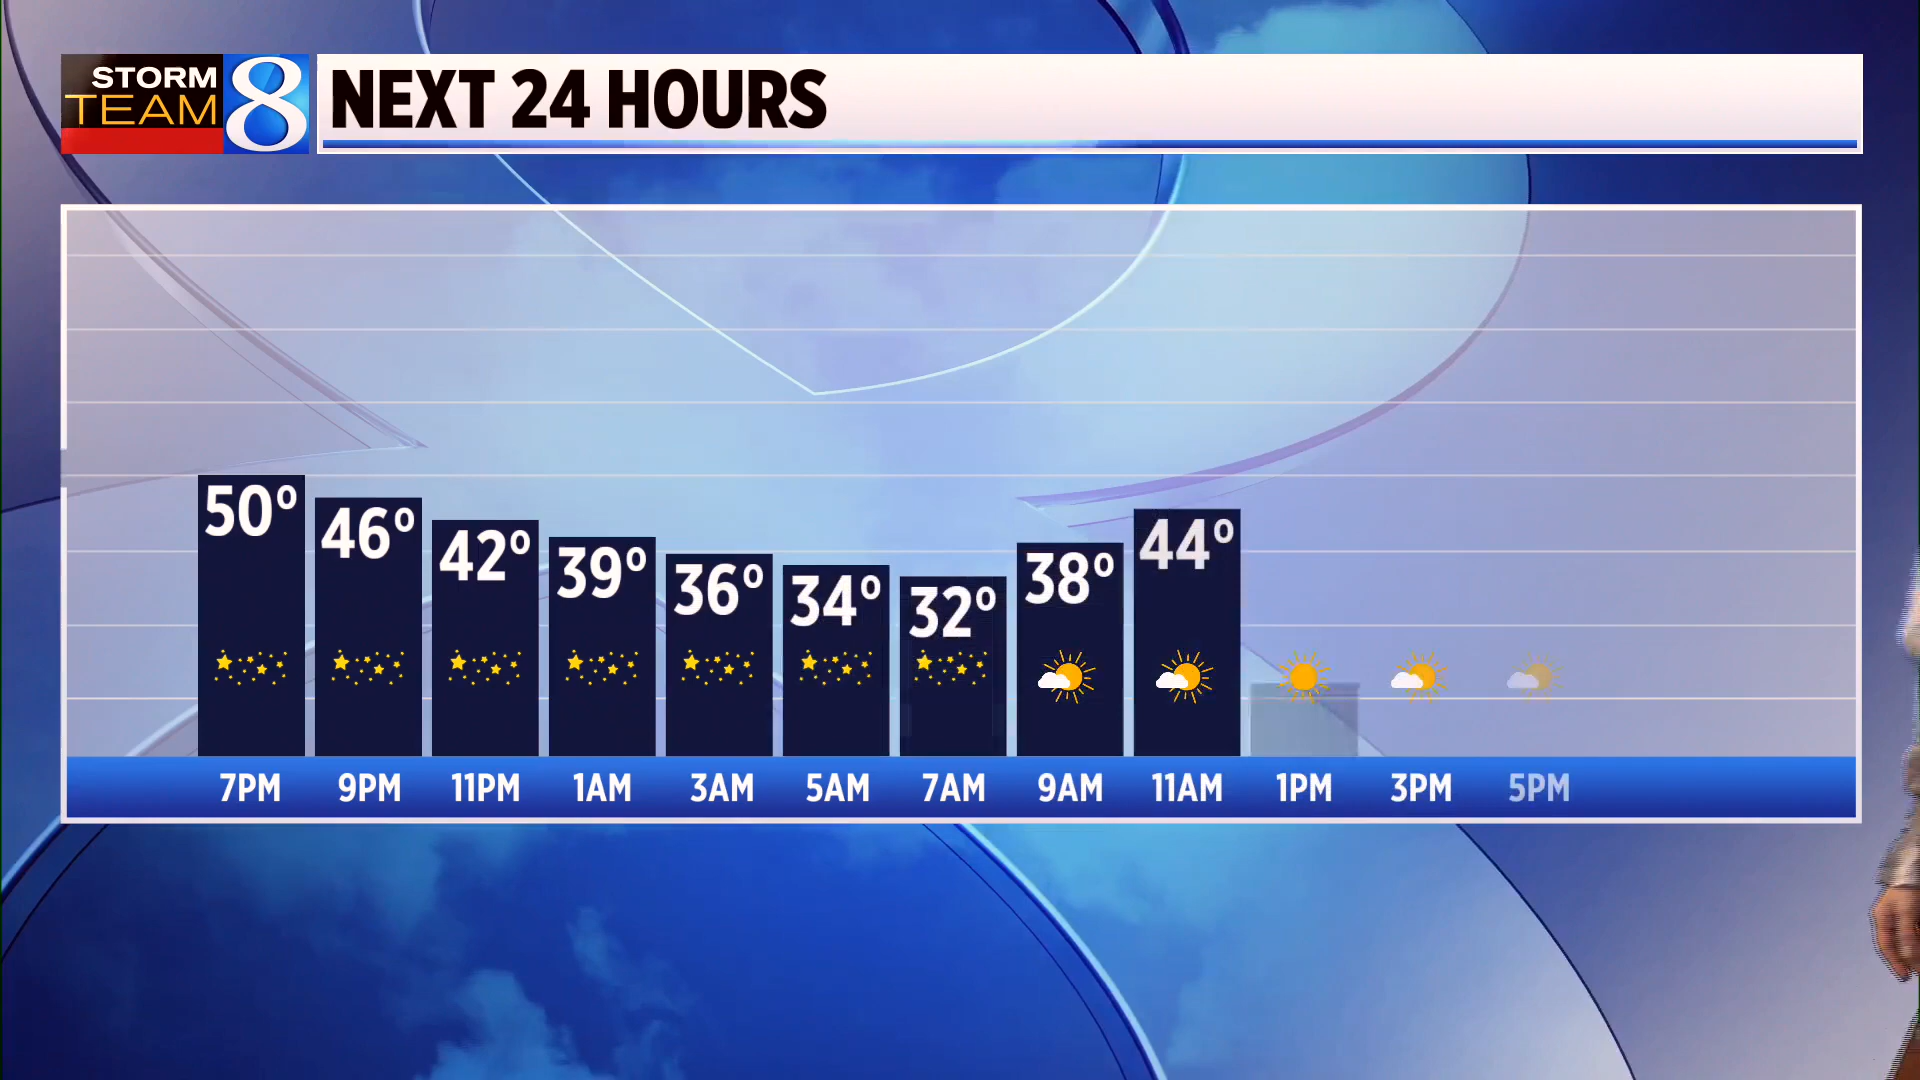 STORM
TEAM
8
NEXT 24 HOURS
50°
46°
42°
39°
36°
34°
32°
38°
44°
7PM
9PM
11PM
1AM
3AM
5AM
7AM
9AM
11AM
1PM
3PM
5PM